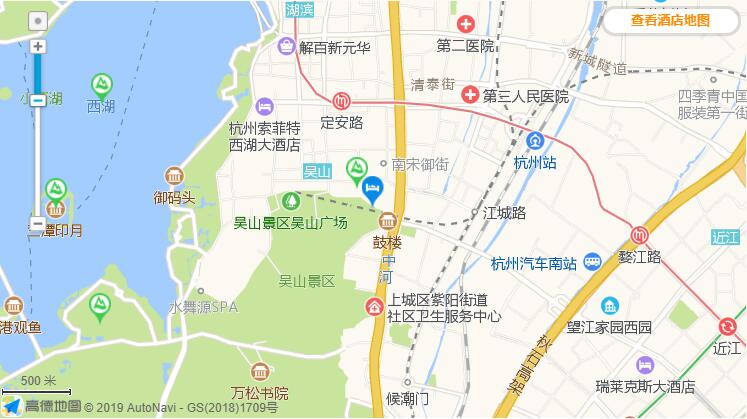 湖滨
查看酒店地图
解百新元华
第二医院
新城隧道
清泰街
西湖
第三人民医院
四季青中国
服装第一街
定安路
杭州索菲特
西湖大酒店
杭州站
南宋御街
吴山
御码头
江城路
吴山景区吴山广场
三潭印月
鼓楼
近江
婺江路
中河
杭州汽车南站
吴山景区
水舞源SPA
上城区紫阳街道
社区卫生服务中心
望江家园西园
港观鱼
秋石高架
近江
500 米
万松书院
候潮门
瑞莱克斯大酒店
高德地图 © 2019 AutoNavi - GS(2018)1709号